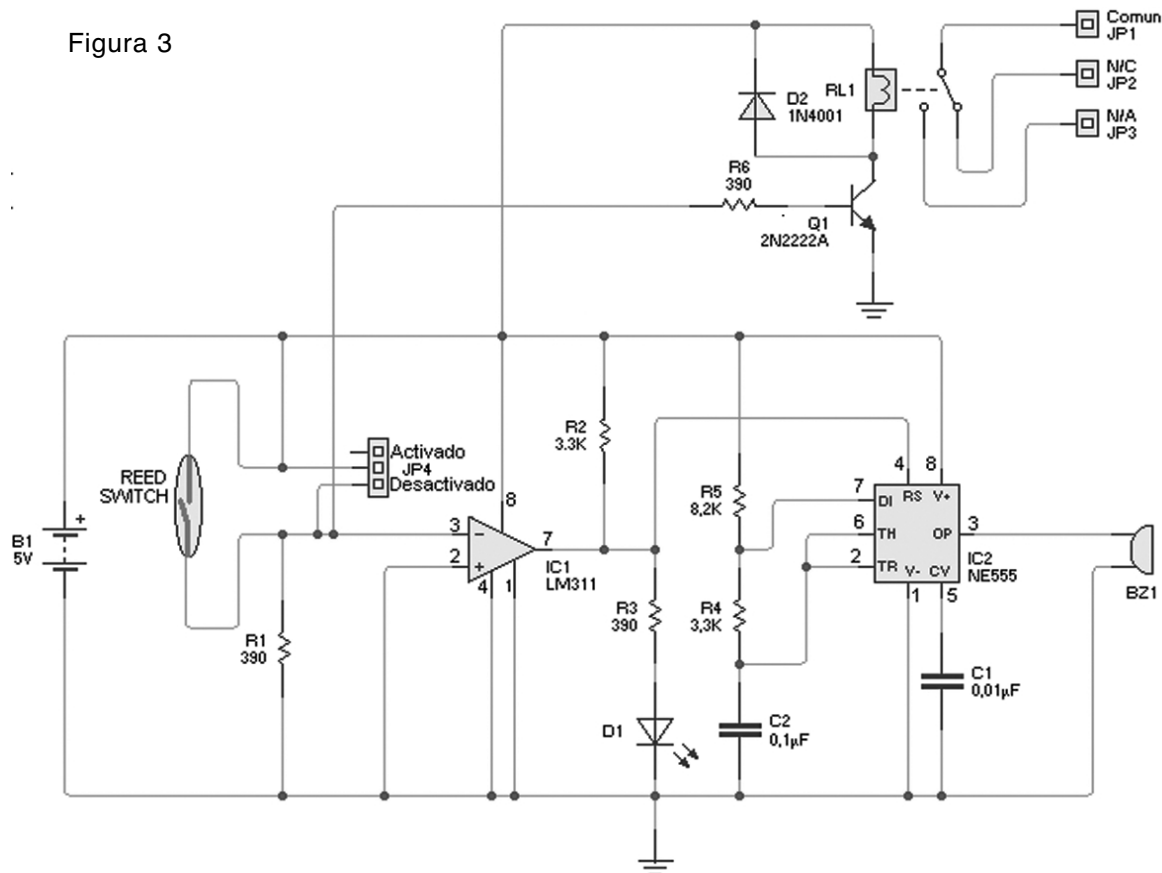 Figura 3
Comun
JP1
N/C
JP2
N/A
JP3
RL1
D2
1N4001
R6
390
Q1
2N2222A
Activado
JP4
Desactivado
REED
SWITCH
R2
3.3K
+
B1
5V
R1
390
3
2
8
7
4
1
−
+
IC1
LM311
R3
390
D1
R5
8,2K
R4
3,3K
C2
0,1µF
4
8
7
6
2
3
1
5
RS
V+
DI
TH
OP
TR
V-
CV
IC2
NE555
C1
0,01µF
BZ1